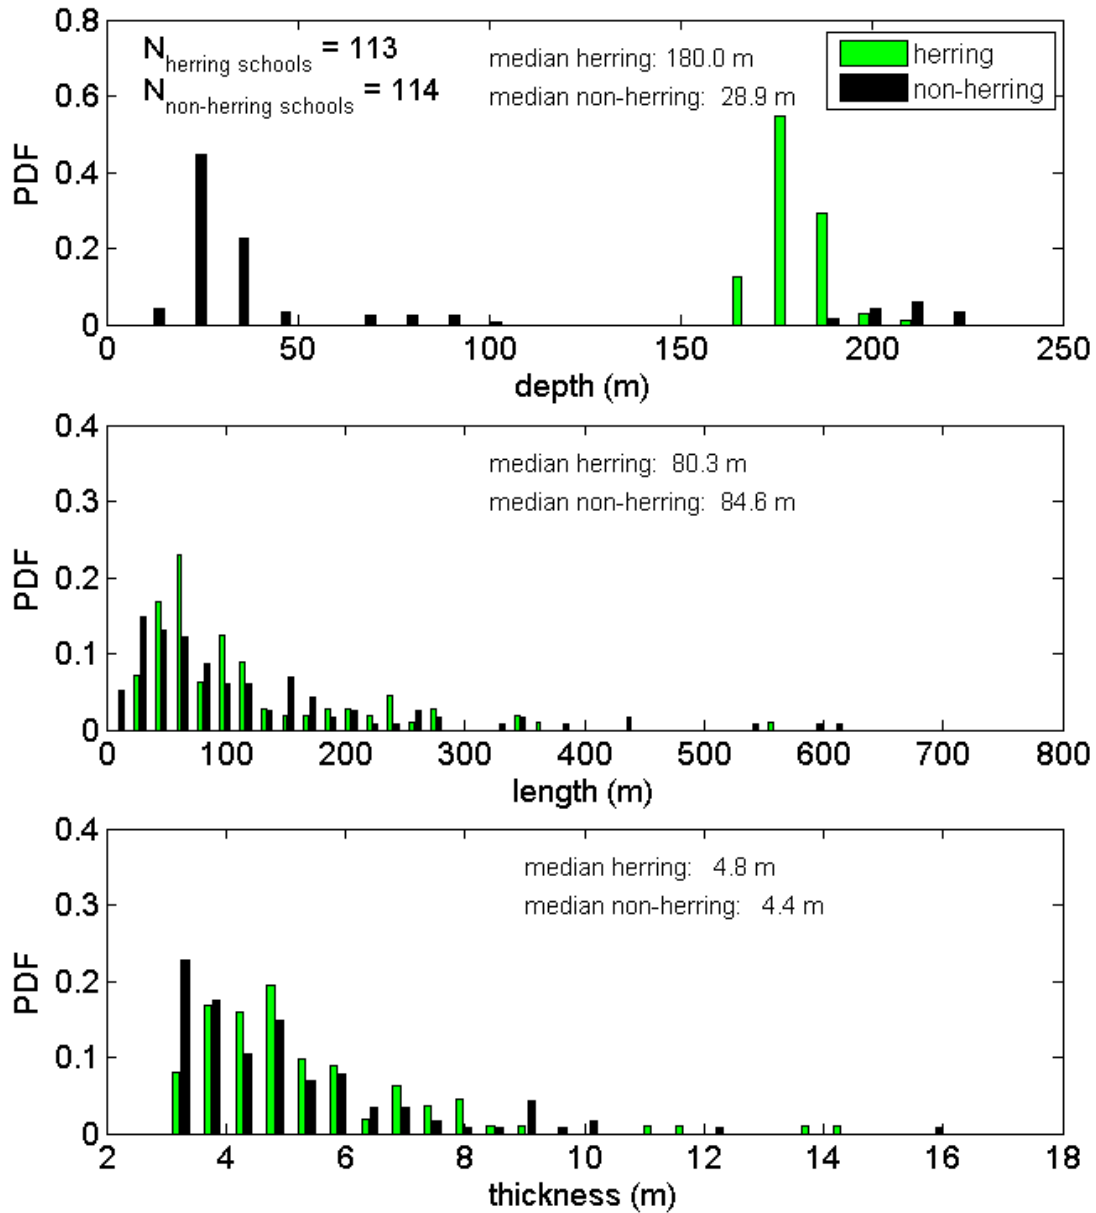 0.8
0.6
0.4
0.2
0
PDF
N herring schools = 113
N non-herring schools = 114
median herring: 180.0 m
median non-herring: 28.9 m
herring
non-herring
0 50 100 150 200 250
depth (m)
0.4
0.3
0.2
0.1
0
PDF
median herring: 80.3 m
median non-herring: 84.6 m
0 100 200 300 400 500 600 700 800
length (m)
0.4
0.3
0.2
0.1
0
PDF
median herring: 4.8 m
median non-herring: 4.4 m
2 4 6 8 10 12 14 16 18
thickness (m)